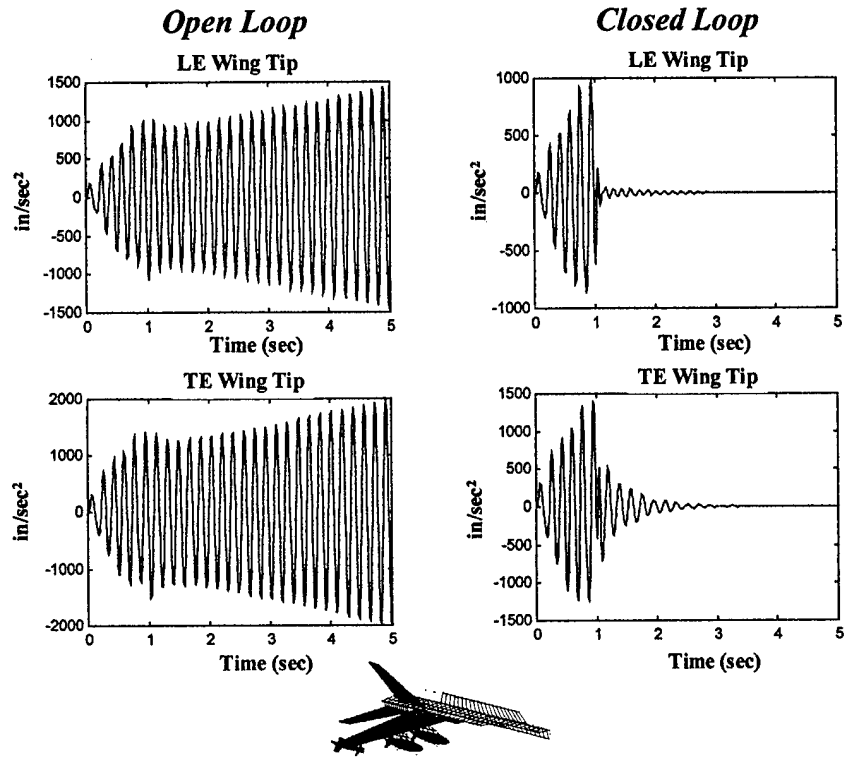 Open Loop
Closed Loop
LE Wing Tip
1500
1000
500
0
-500
-1000
-1500
in/sec²
0 1 2 3 4 5
Time (sec)
LE Wing Tip
1000
500
0
-500
-1000
in/sec²
0 1 2 3 4 5
Time (sec)
TE Wing Tip
2000
1000
0
-1000
-2000
in/sec²
0 1 2 3 4 5
Time (sec)
TE Wing Tip
1500
1000
500
0
-500
-1000
-1500
in/sec²
0 1 2 3 4 5
Time (sec)